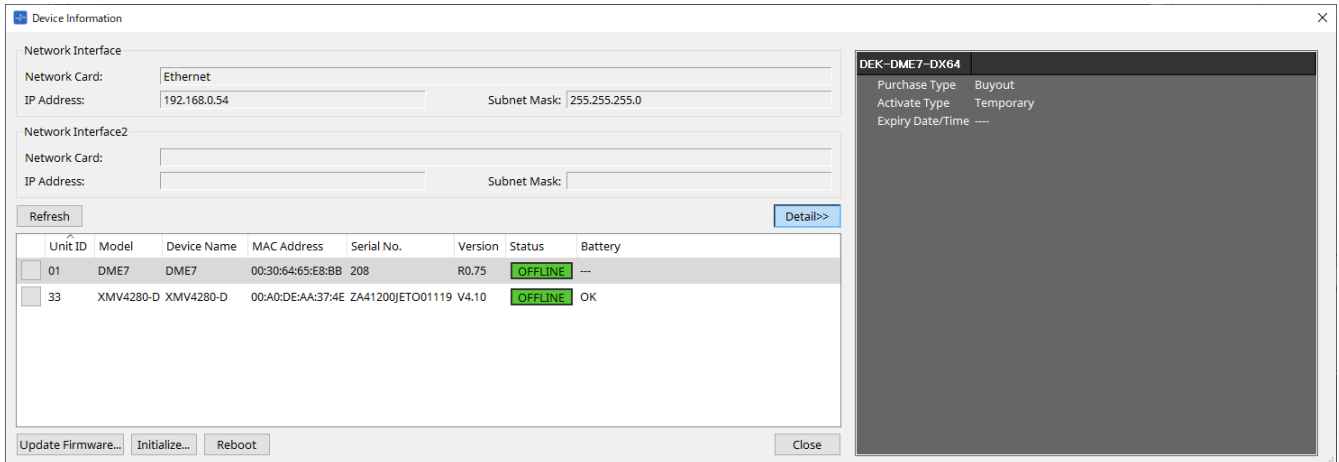 Device Information
Network Interface
Network Card: Ethernet
IP Address: 192.168.0.54 Subnet Mask: 255.255.255.0
Network Interface2
Network Card:
IP Address: Subnet Mask:
Refresh Detail>>
Unit ID Model Device Name MAC Address Serial No. Version Status Battery
01 DME7 DME7 00:30:64:65:E8:BB 208 R0.75 OFFLINE ---
33 XMV4280-D XMV4280-D 00:A0:DE:AA:37:4E ZA41200JETO01119 V4.10 OFFLINE OK
Update Firmware... Initialize... Reboot Close
DEK-DME7-DX64
Purchase Type Buyout
Activate Type Temporary
Expiry Date/Time ----